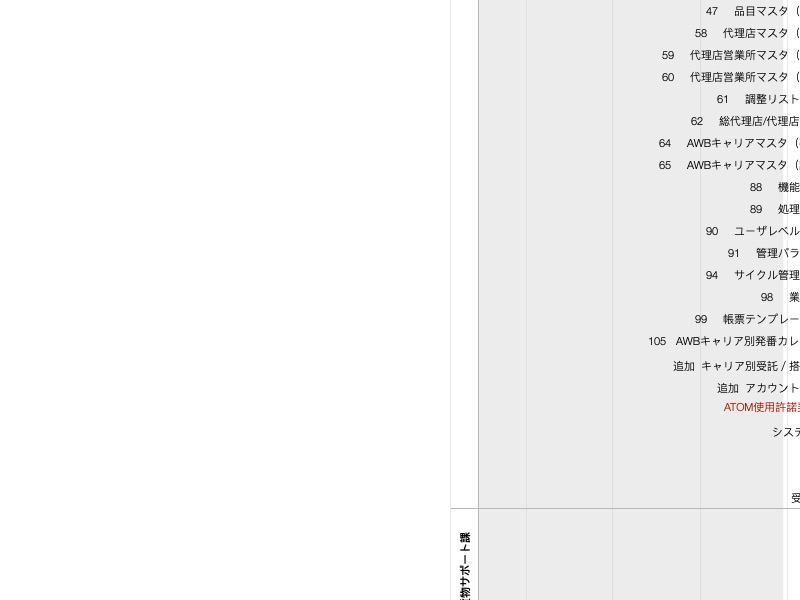 47 品目マスタ（
58 代理店マスタ（
59 代理店営業所マスタ（
60 代理店営業所マスタ（
61 調整リスト
62 総代理店/代理店
64 AWBキャリアマスタ（
65 AWBキャリアマスタ（
88 機能
89 処理
90 ユーザレベル
91 管理パラ
94 サイクル管理
98 業
99 帳票テンプレー
105 AWBキャリア別発番カレ
追加 キャリア別受託 / 搭
追加 アカウント
ATOM使用許諾
システ
受
物サポート課